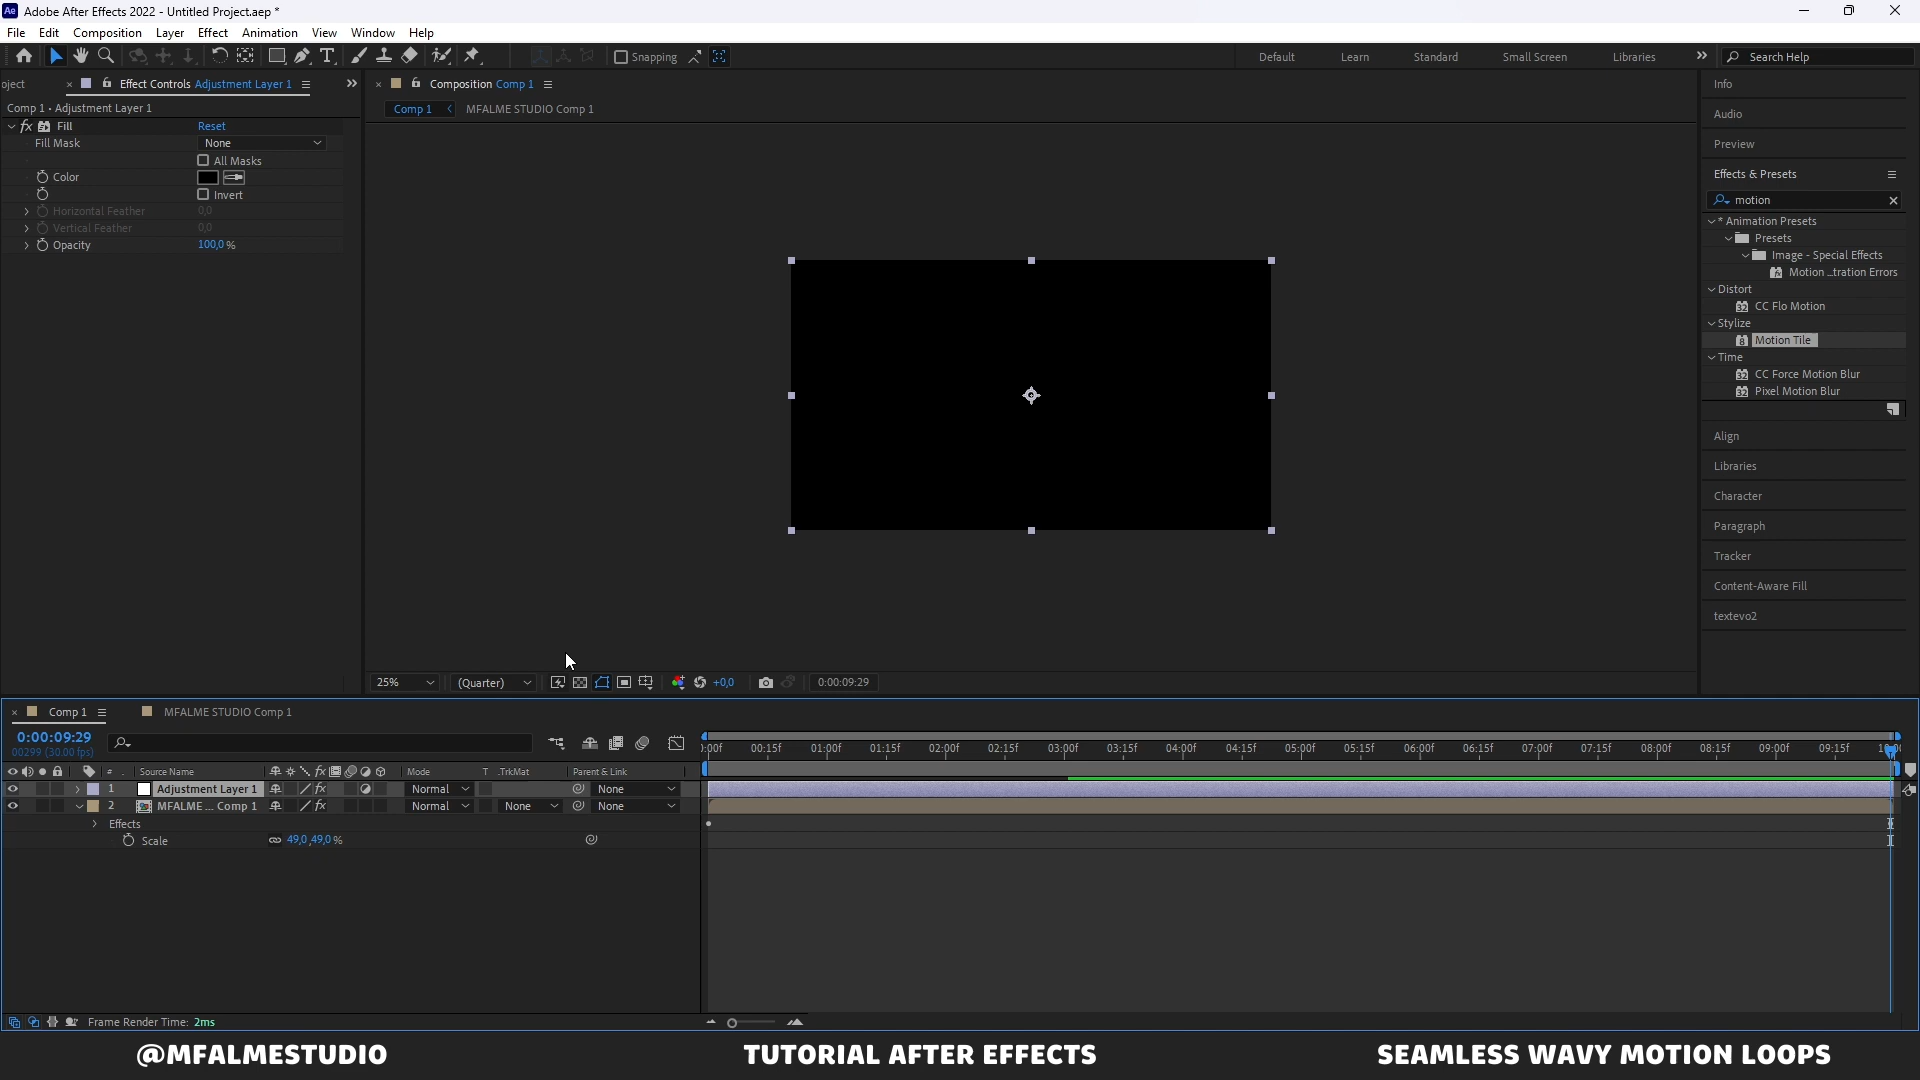 Adobe After Effects 2022 - Untitled Project.aep *
File Edit Composition Layer Effect Animation View Window Help
Snapping
Default Learn Standard Small Screen Libraries Search Help
oject
Effect Controls Adjustment Layer 1
Comp 1 • Adjustment Layer 1
Fill Reset
Fill Mask None
All Masks
Color
Invert
Horizontal Feather 0,0
Vertical Feather 0,0
Opacity 100,0 %
Composition Comp 1
Comp 1 MFALME STUDIO Comp 1
25% (Quarter) +0,0 0:00:09:29
Info
Audio
Preview
Effects & Presets
motion
* Animation Presets
Presets
Image - Special Effects
Motion ...tration Errors
Distort
CC Flo Motion
Stylize
Motion Tile
Time
CC Force Motion Blur
Pixel Motion Blur
Align
Libraries
Character
Paragraph
Tracker
Content-Aware Fill
textevo2
Comp 1 MFALME STUDIO Comp 1
0:00:09:29
00299 (30.00 fps)
):00f 00:15f 01:00f 01:15f 02:00f 02:15f 03:00f 03:15f 04:00f 04:15f 05:00f 05:15f 06:00f 06:15f 07:00f 07:15f 08:00f 08:15f 09:00f 09:15f
# Source Name Mode T .TrkMat Parent & Link
1 Adjustment Layer 1 Normal None
2 MFALME ... Comp 1 Normal None None
Effects
Scale 49,0,49,0 %
Frame Render Time: 2ms
@MFALMESTUDIO TUTORIAL AFTER EFFECTS SEAMLESS WAVY MOTION LOOPS